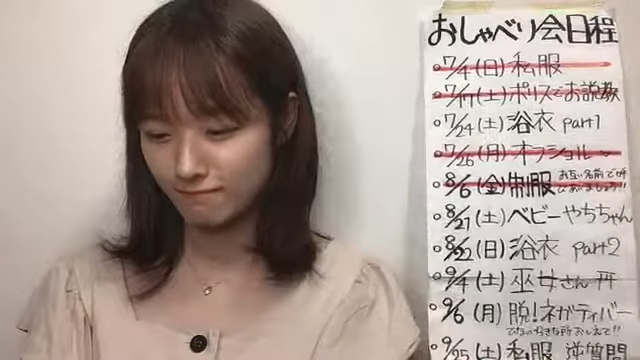 おしゃべり会日程
○7/4(日)私服
○7/17(土)ポリスでお説教
○7/24(土)浴衣 part1
○7/26(月)オラショル
○8/6(金)制服 お互い名前で呼びあいましょう!!
○8/21(土)ベビーやちちゃん
○8/22(日)浴衣 part2
○9/4(土)巫女さん
○9/6(月)脱!ネガティバー
○9/25(土)私服 逆質問